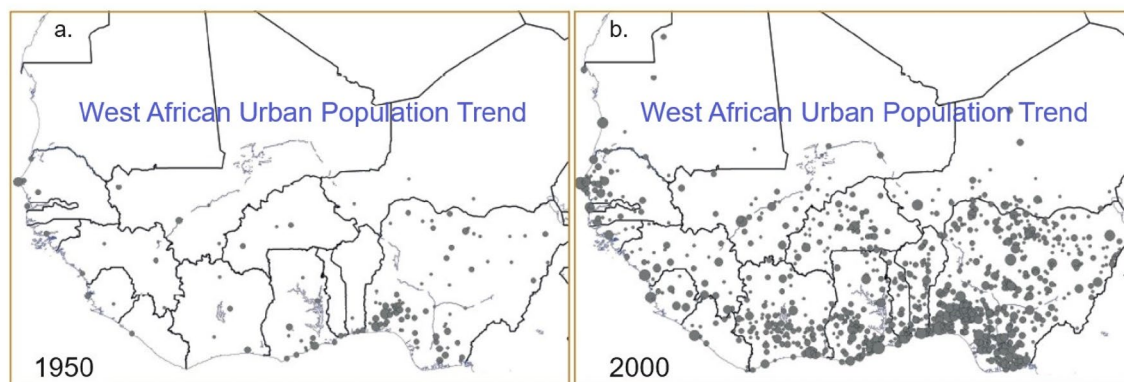 a.
West African Urban Population Trend
1950
b.
West African Urban Population Trend
2000